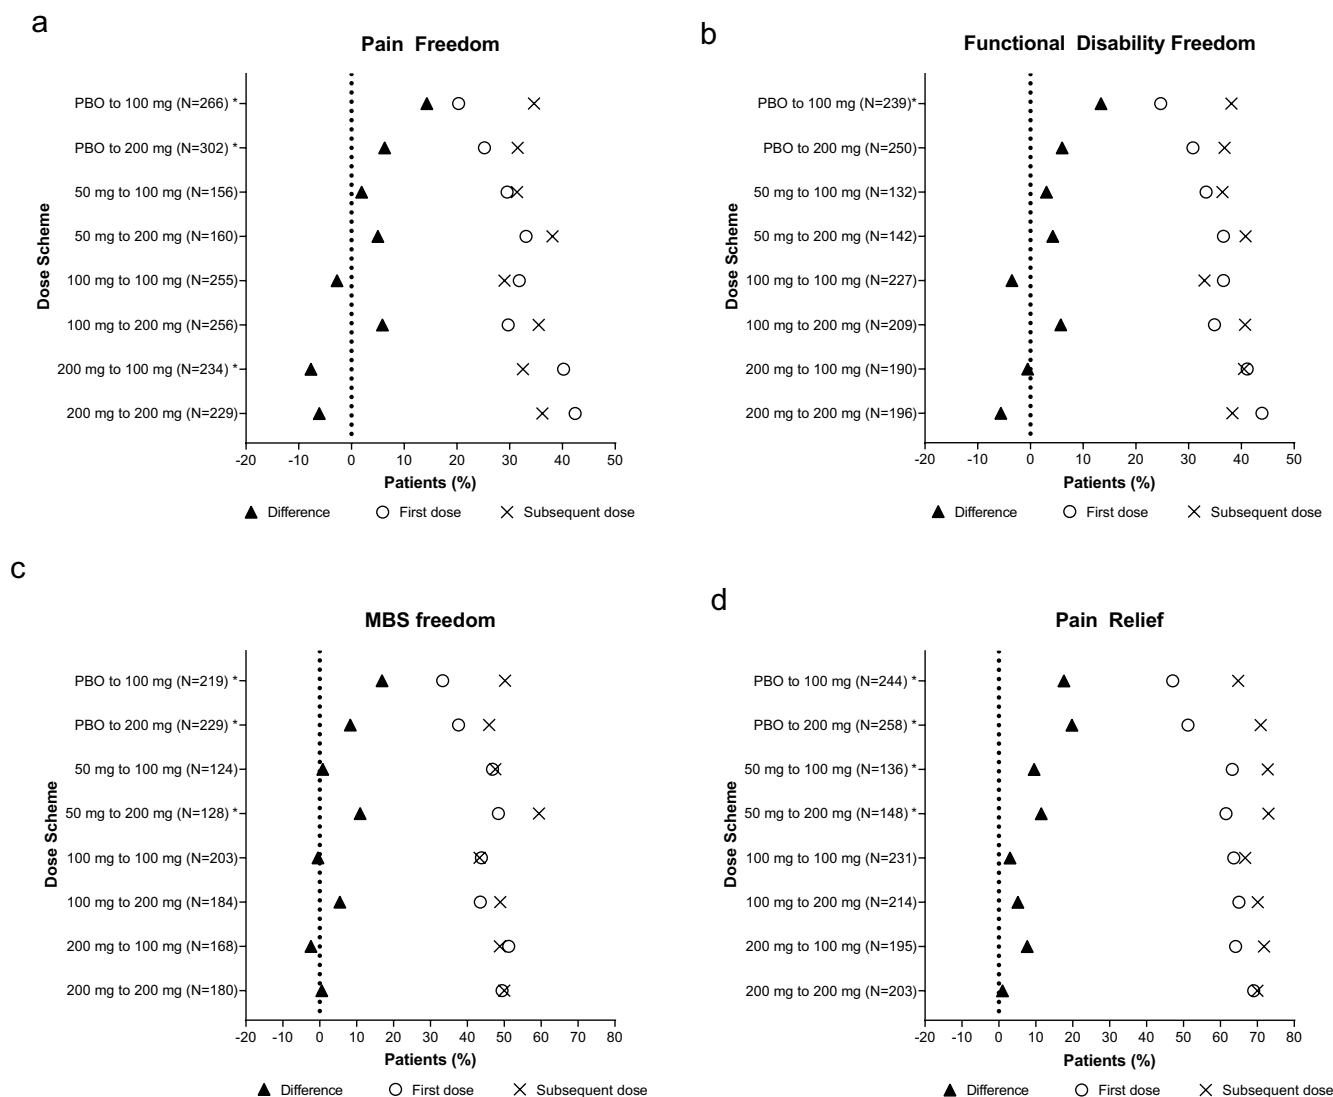 a
Pain Freedom
Dose Scheme
PBO to 100 mg (N=266) *
PBO to 200 mg (N=302) *
50 mg to 100 mg (N=156)
50 mg to 200 mg (N=160)
100 mg to 100 mg (N=255)
100 mg to 200 mg (N=256)
200 mg to 100 mg (N=234) *
200 mg to 200 mg (N=229)
-20 -10 0 10 20 30 40 50
Patients (%)
Difference First dose Subsequent dose
b
Functional Disability Freedom
Dose Scheme
PBO to 100 mg (N=239)*
PBO to 200 mg (N=250)
50 mg to 100 mg (N=132)
50 mg to 200 mg (N=142)
100 mg to 100 mg (N=227)
100 mg to 200 mg (N=209)
200 mg to 100 mg (N=190)
200 mg to 200 mg (N=196)
-20 -10 0 10 20 30 40 50
Patients (%)
Difference First dose Subsequent dose
c
MBS freedom
Dose Scheme
PBO to 100 mg (N=219) *
PBO to 200 mg (N=229) *
50 mg to 100 mg (N=124)
50 mg to 200 mg (N=128) *
100 mg to 100 mg (N=203)
100 mg to 200 mg (N=184)
200 mg to 100 mg (N=168)
200 mg to 200 mg (N=180)
-20 -10 0 10 20 30 40 50 60 70 80
Patients (%)
Difference First dose Subsequent dose
d
Pain Relief
Dose Scheme
PBO to 100 mg (N=244) *
PBO to 200 mg (N=258) *
50 mg to 100 mg (N=136) *
50 mg to 200 mg (N=148) *
100 mg to 100 mg (N=231)
100 mg to 200 mg (N=214)
200 mg to 100 mg (N=195)
200 mg to 200 mg (N=203)
-20 -10 0 10 20 30 40 50 60 70 80
Patients (%)
Difference First dose Subsequent dose